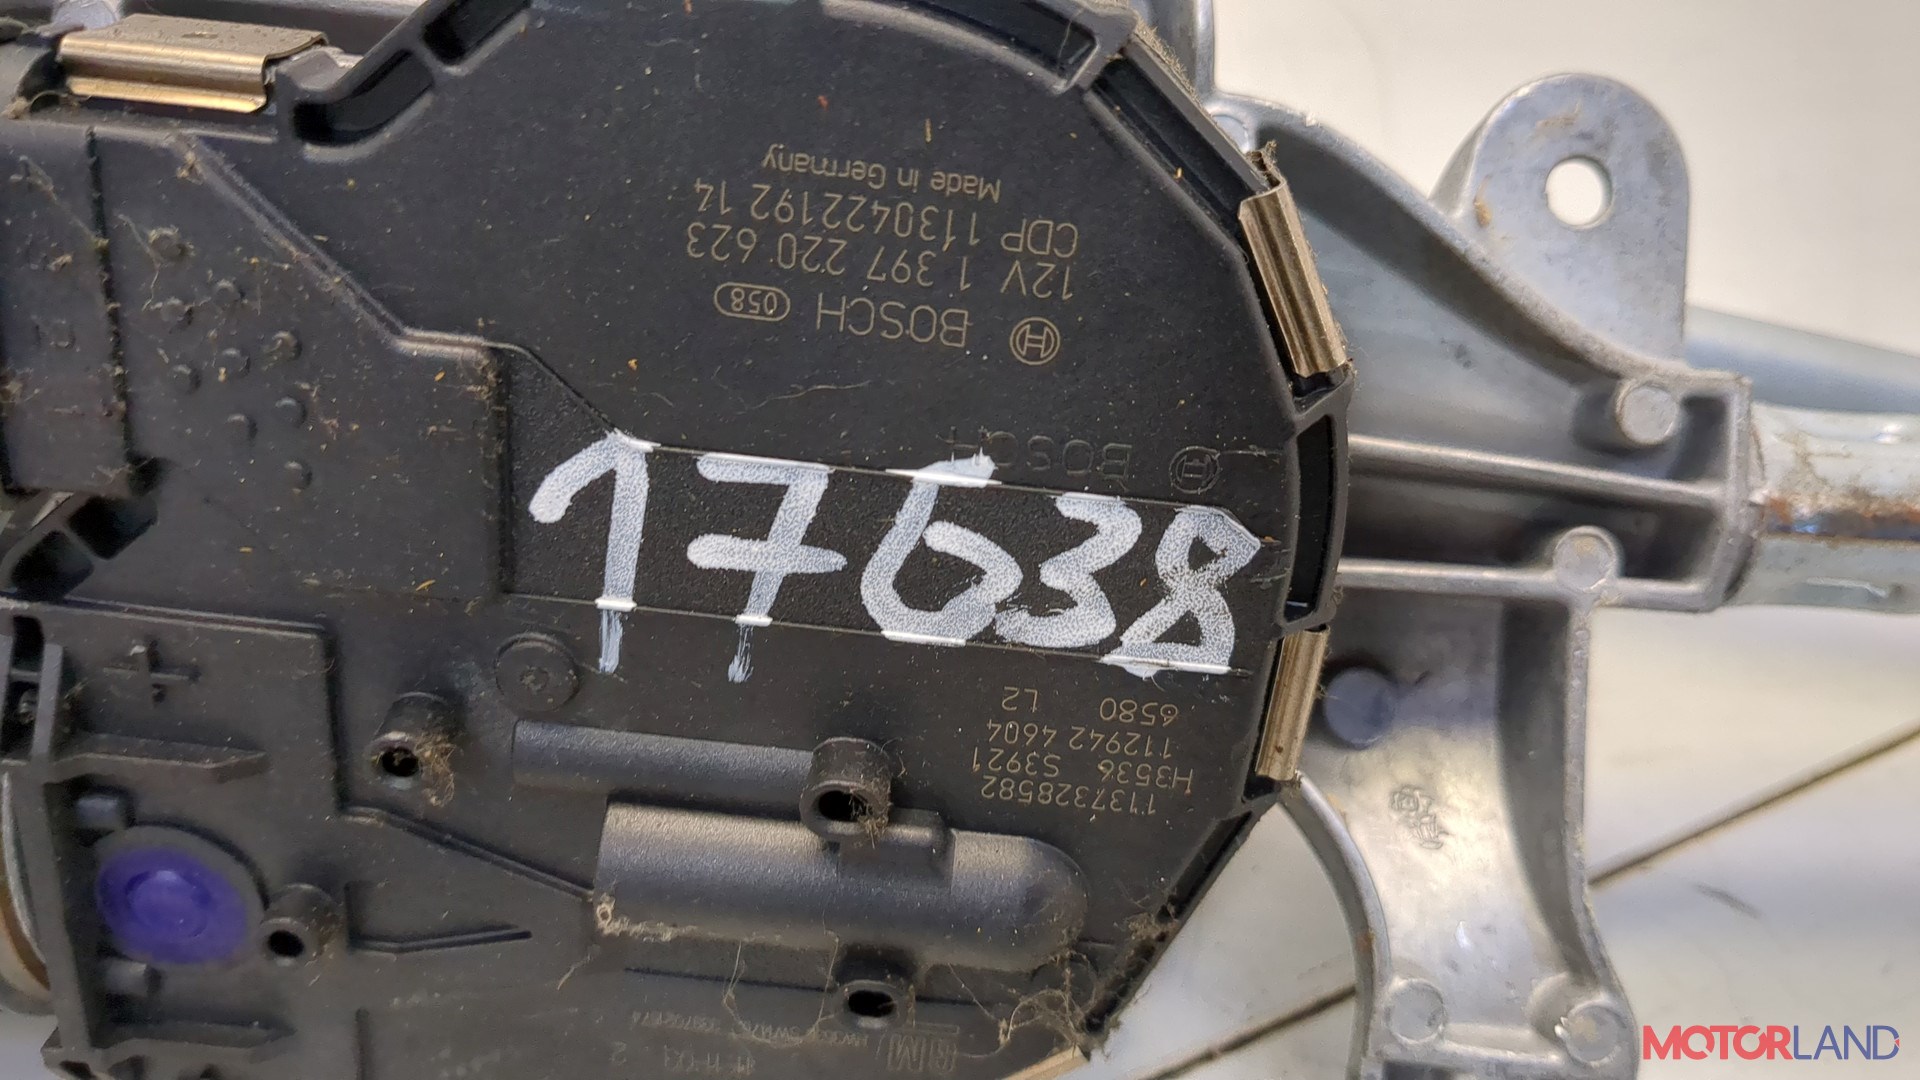 BOSCH 058
12V 1 397 220 623
CDP 1130422192 14
Made in Germany
BOSCH
17638
1137328582
H3536 S3921
112942 4604
6580 L2
+
MOTORLAND